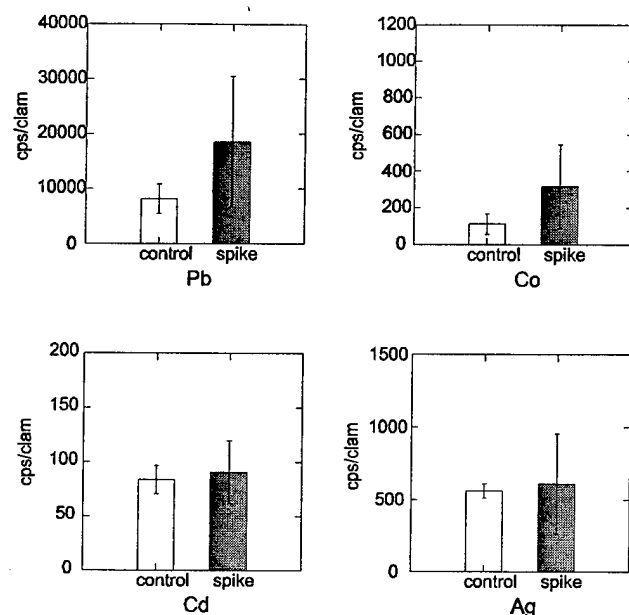 40000
30000
20000
10000
0
cps/clam
control spike
Pb
1200
1000
800
600
400
200
0
cps/clam
control spike
Co
200
150
100
50
0
cps/clam
control spike
Cd
1500
1000
500
0
cps/clam
control spike
Ag